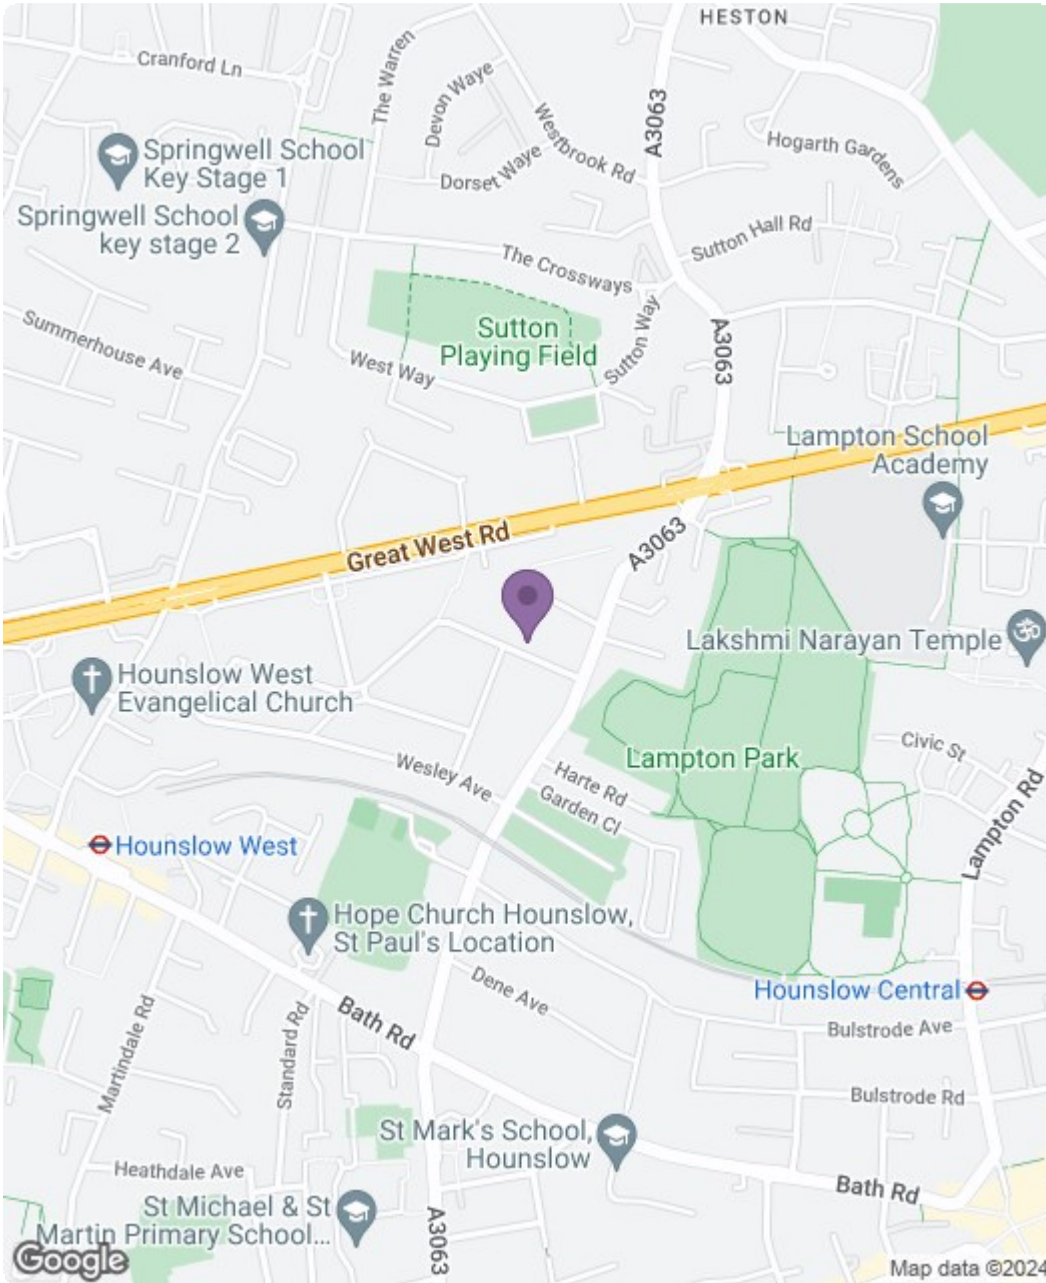 HESTON
Cranford Ln
The Warren
Devon Waye
Westbrook Rd
A3063
Hogarth Gardens
Springwell School
Key Stage 1
Dorset Waye
Springwell School
key stage 2
Sutton Hall Rd
The Crossways
Summerhouse Ave
Sutton
Playing Field
Sutton Way
A3063
West Way
Lampton School
Academy
Great West Rd
A3063
Lakshmi Narayan Temple
Hounslow West
Evangelical Church
Civic St
Lampton Park
Wesley Ave
Harte Rd
Garden Cl
Lampton Rd
Hounslow West
Hope Church Hounslow,
St Paul's Location
Dene Ave
Hounslow Central
Martindale Rd
Standard Rd
Bath Rd
Bulstrode Ave
Bulstrode Rd
St Mark's School,
Hounslow
Heathdale Ave
Bath Rd
St Michael & St
Martin Primary School...
A3063
Google
Map data ©2024